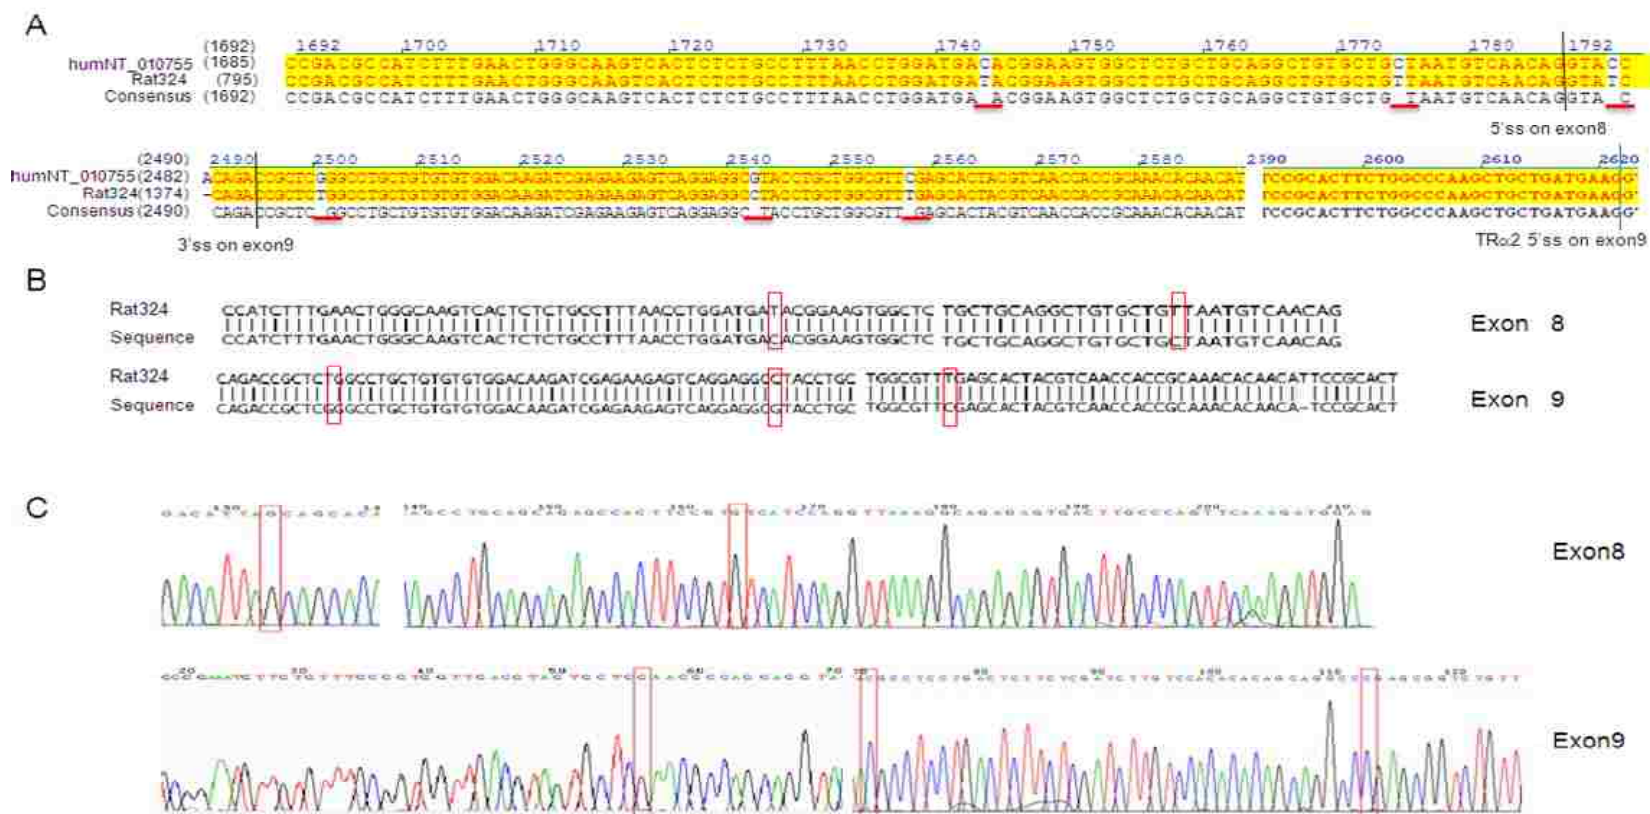 A
(1692) 1692 1700 1710 1720 1730 1740 1750 1760 1770 1780 1792
humNT_010755 (1685) CCGACGCCATCTTTGAACTGGGCAAGTCACTCTCTGCCTTTAACCTGGATGACACGGAAGTGGCTCTGCTGCAGGCTGTGCTGCTAATGTCAACAGGTACC
Rat324 (795) CCGACGCCATCTTTGAACTGGGCAAGTCACTCTCTGCCTTTAACCTGGATGATACGGAAGTGGCTCTGCTGCAGGCTGTGCTGTTAATGTCAACAGGTATC
Consensus (1692) CCGACGCCATCTTTGAACTGGGCAAGTCACTCTCTGCCTTTAACCTGGATGA ACGGAAGTGGCTCTGCTGCAGGCTGTGCTG TAATGTCAACAGGTA C
5'ss on exon8
(2490) 2490 2500 2510 2520 2530 2540 2550 2560 2570 2580 2590 2600 2610 2620
humNT_010755(2482) ACAGACCGCTCGGGCCTGCTGTGTGTGGACAAGATCGAGAAGAGTCAGGAGGCGTACCTGCTGGCGTTCGAGCACTACGTCAACCACCGCAAACACAACAT TCCGCACTTCTGGCCCAAGCTGCTGATGAAGG
Rat324(1374) -CAGACCGCTCTGGCCTGCTGTGTGTGGACAAGATCGAGAAGAGTCAGGAGGCCTACCTGCTGGCGTTTGAGCACTACGTCAACCACCGCAAACACAACAT TCCGCACTTCTGGCCCAAGCTGCTGATGAAGG
Consensus(2490) CAGACCGCTC GGCCTGCTGTGTGTGGACAAGATCGAGAAGAGTCAGGAGGC TACCTGCTGGCGTT GAGCACTACGTCAACCACCGCAAACACAACAT TCCGCACTTCTGGCCCAAGCTGCTGATGAAGG
3'ss on exon9
TRα2 5'ss on exon9
B
Rat324 CCATCTTTGAACTGGGCAAGTCACTCTCTGCCTTTAACCTGGATGATACGGAAGTGGCTC TGCTGCAGGCTGTGCTGTTAATGTCAACAG
Exon 8
Sequence CCATCTTTGAACTGGGCAAGTCACTCTCTGCCTTTAACCTGGATGACACGGAAGTGGCTC TGCTGCAGGCTGTGCTGCTAATGTCAACAG
Rat324 CAGACCGCTCTGGCCTGCTGTGTGTGGACAAGATCGAGAAGAGTCAGGAGGCCTACCTGC TGGCGTTTGAGCACTACGTCAACCACCGCAAACACAACATTCCGCACT
Exon 9
Sequence CAGACCGCTCGGGCCTGCTGTGTGTGGACAAGATCGAGAAGAGTCAGGAGGCGTACCTGC TGGCGTTCGAGCACTACGTCAACCACCGCAAACACAACA-TCCGCACT
C
Exon8
Exon9